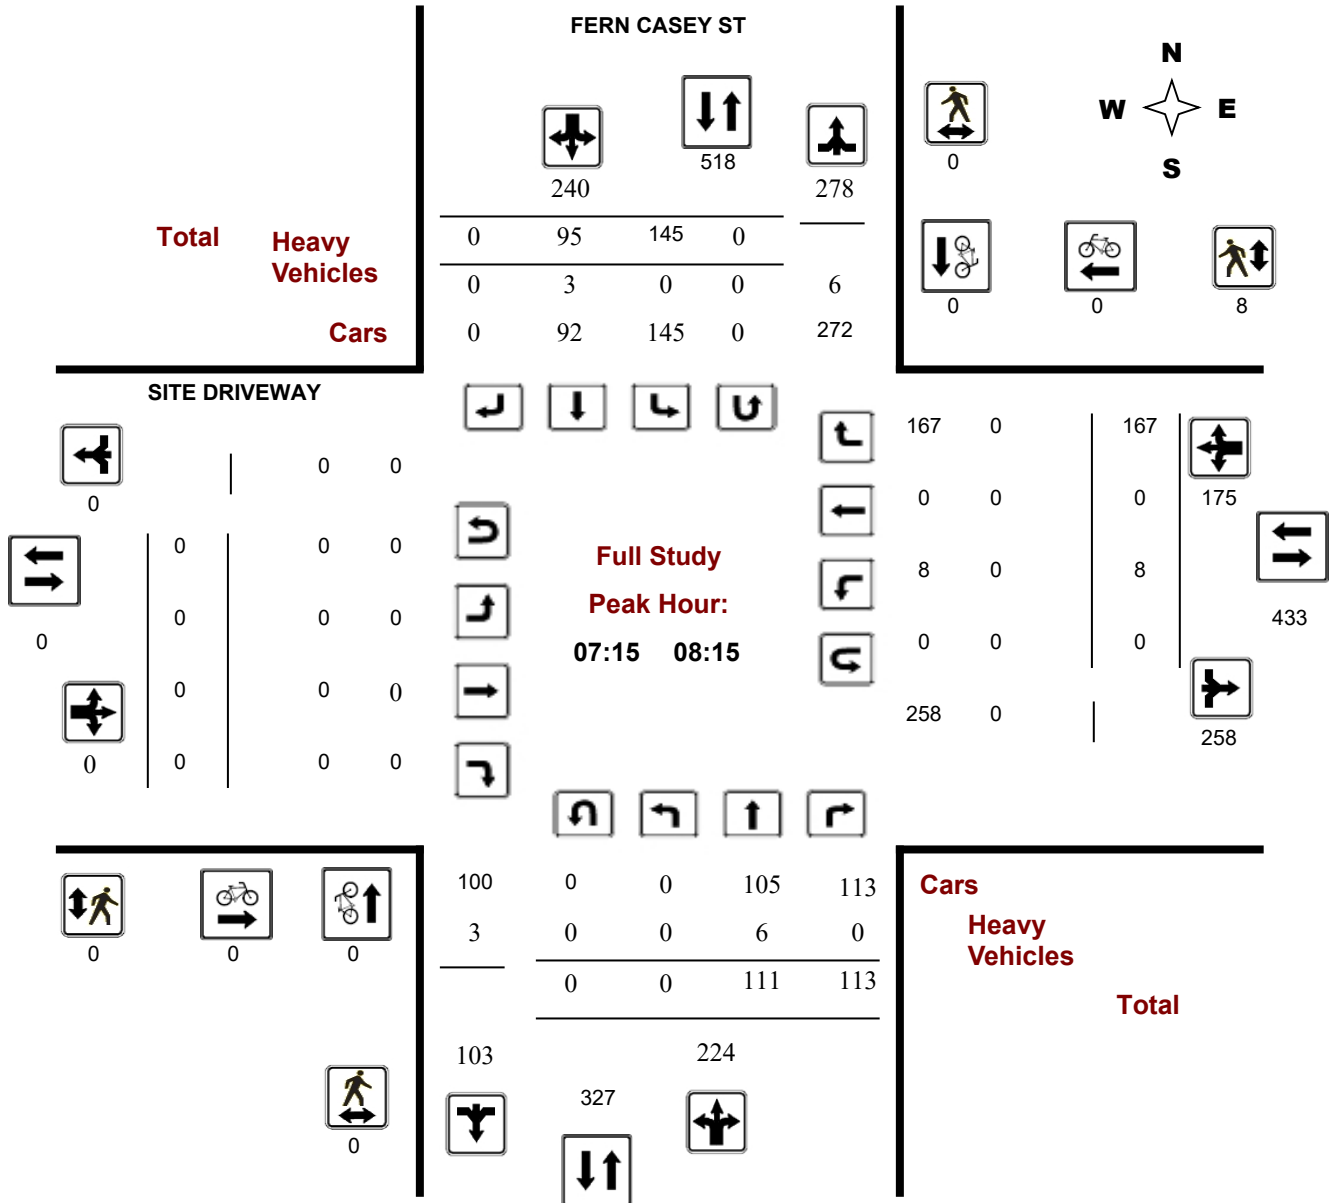 FERN CASEY ST
N
W E
S
518
0
240
278
Total
Heavy
Vehicles
Cars
0 95 145 0
0 3 0 0 6
0 92 145 0 272
0 0 8
SITE DRIVEWAY
0
0 0
0 0 0
0
0 0 0
0 0 0
0
0 0 0
167 0 167
0 0 0
175
8 0 8
433
0 0 0
258 0
258
Full Study
Peak Hour:
07:15 08:15
0 0 0
0
100 0 0 105 113
3 0 0 6 0
0 0 111 113
103 224
327
Cars
Heavy
Vehicles
Total